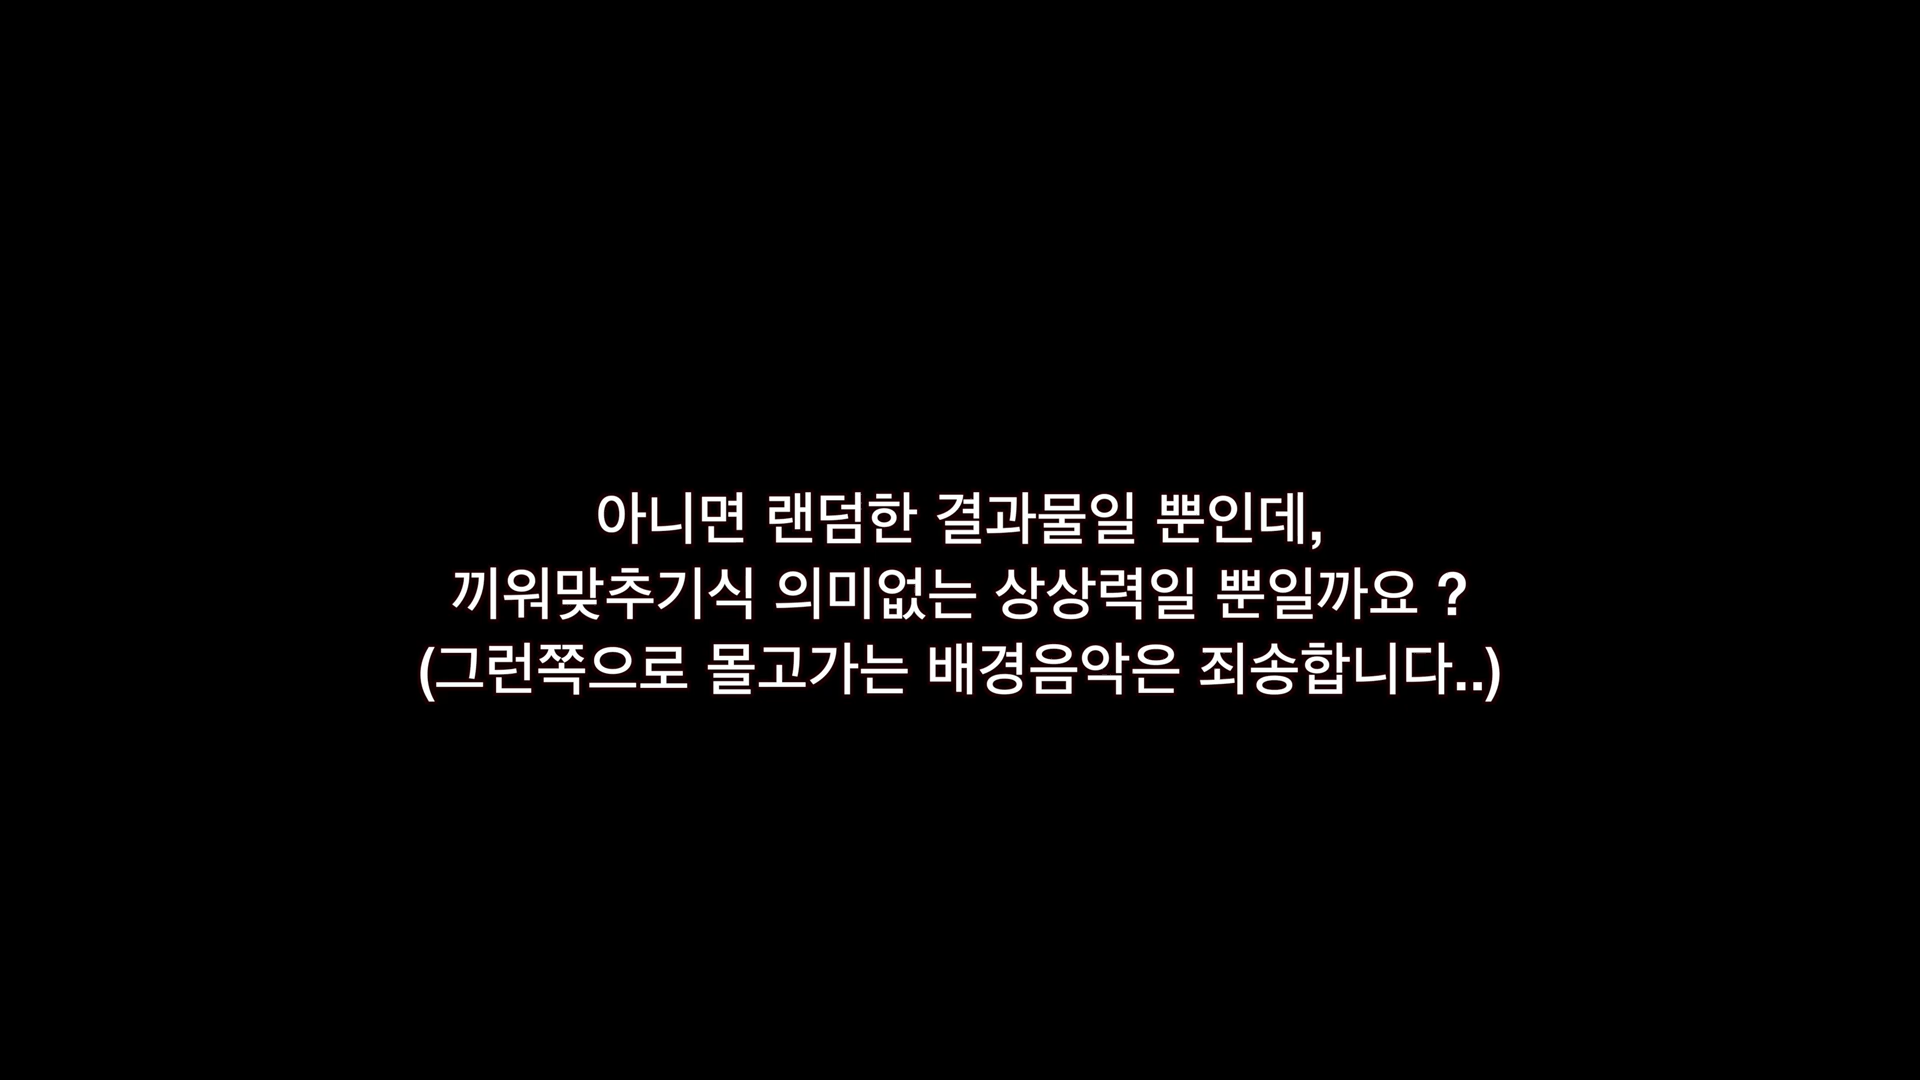 아니면 랜덤한 결과물일 뿐인데,
끼워맞추기식 의미없는 상상력일 뿐일까요 ?
(그런쪽으로 몰고가는 배경음악은 죄송합니다..)